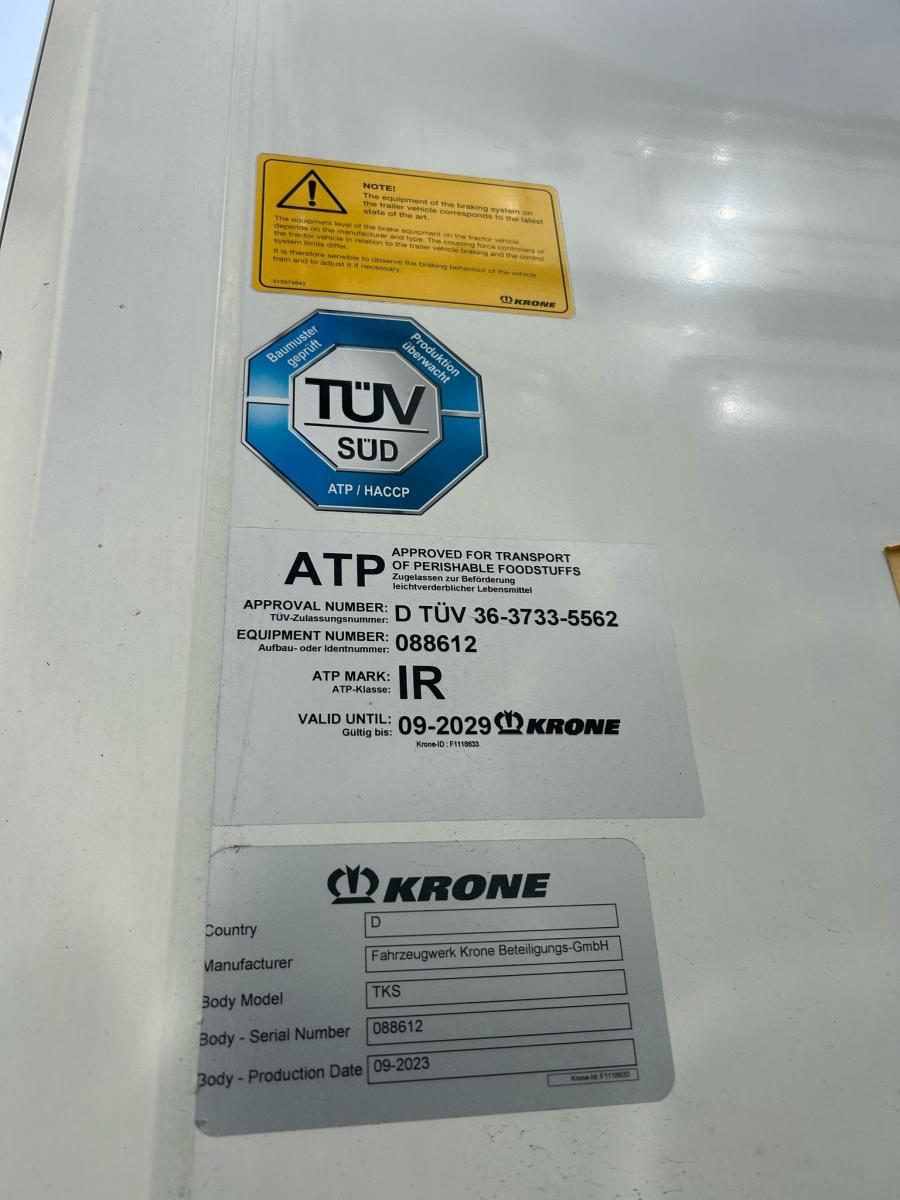 NOTE!
The equipment of the braking system on
the trailer vehicle corresponds to the latest
state of the art.
The equipment level of the brake equipment on the tractor vehicle
depends on the manufacturer and type. The coupling force controllers of
the tractor vehicle in relation to the trailer vehicle braking and the control
system limits differ.
It is therefore sensible to observe the braking behaviour of the vehicle
train and to adjust it if necessary.
515074843
KRONE
Baumuster
geprüft
Produktion
überwacht
TÜV
SÜD
ATP / HACCP
ATP
APPROVED FOR TRANSPORT
OF PERISHABLE FOODSTUFFS
Zugelassen zur Beförderung
leichtverderblicher Lebensmittel
APPROVAL NUMBER: D TÜV 36-3733-5562
TÜV-Zulassungsnummer:
EQUIPMENT NUMBER: 088612
Aufbau- oder Identnummer:
ATP MARK: IR
ATP-Klasse:
VALID UNTIL: 09-2029 KRONE
Gültig bis:
Krone-ID : F1118633
KRONE
Country D
Manufacturer Fahrzeugwerk Krone Beteiligungs-GmbH
Body Model TKS
Body - Serial Number 088612
Body - Production Date 09-2023
Krone-Id: F1118633